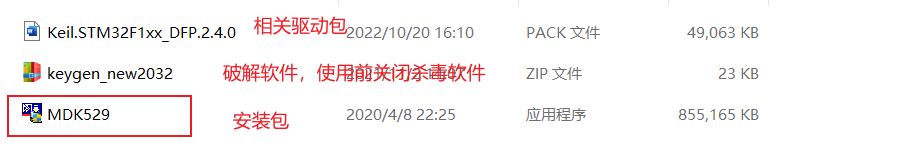 Keil.STM32F1xx_DFP.2.4.0 相关驱动包 2022/10/20 16:10 PACK 文件 49,063 KB
keygen_new2032 破解软件，使用前关闭杀毒软件 ZIP 文件 23 KB
MDK529 安装包 2020/4/8 22:25 应用程序 855,165 KB